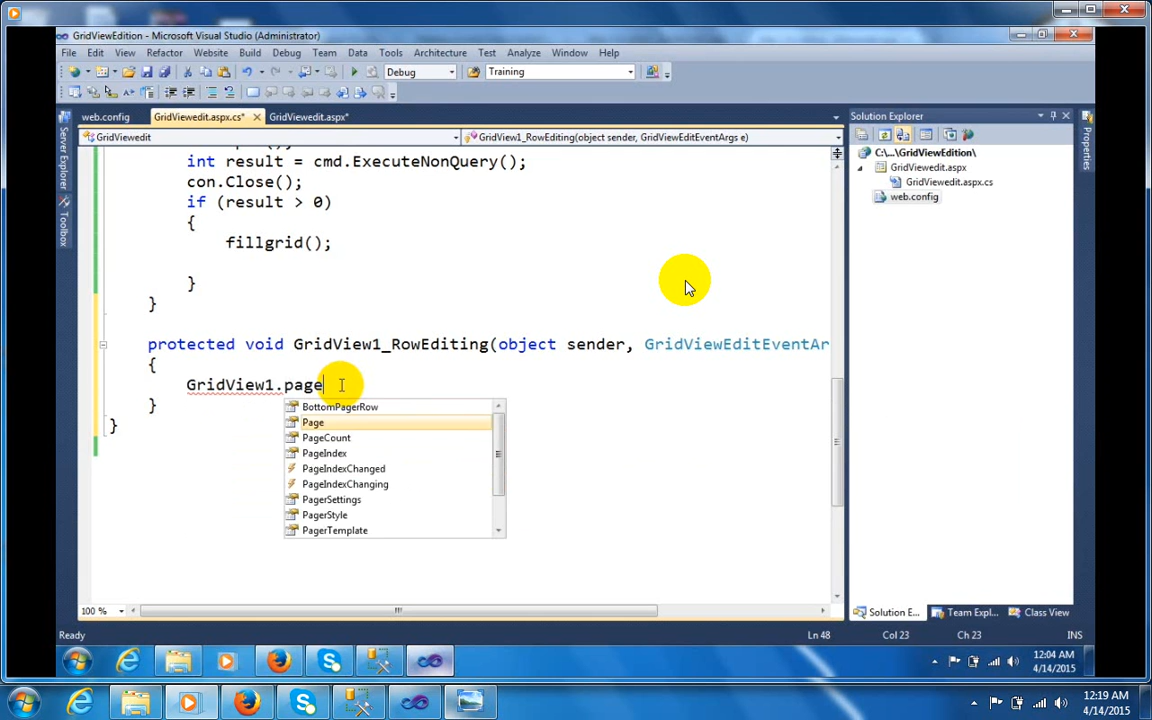 GridViewEdition - Microsoft Visual Studio (Administrator)
File Edit View Refactor Website Build Debug Team Data Tools Architecture Test Analyze Window Help
Debug Training
web.config GridViewedit.aspx.cs* GridViewedit.aspx*
GridViewedit GridView1_RowEditing(object sender, GridViewEditEventArgs e)
Server Explorer
Toolbox
int result = cmd.ExecuteNonQuery();
con.Close();
if (result > 0)
{
fillgrid();
}
}
protected void GridView1_RowEditing(object sender, GridViewEditEventAr
{
GridView1.page
}
}
BottomPagerRow
Page
PageCount
PageIndex
PageIndexChanged
PageIndexChanging
PagerSettings
PagerStyle
PagerTemplate
100 %
Solution Explorer
C:\...\GridViewEdition\
GridViewedit.aspx
GridViewedit.aspx.cs
web.config
Properties
Solution E... Team Expl... Class View
Ready Ln 48 Col 23 Ch 23 INS
12:04 AM
4/14/2015
12:19 AM
4/14/2015